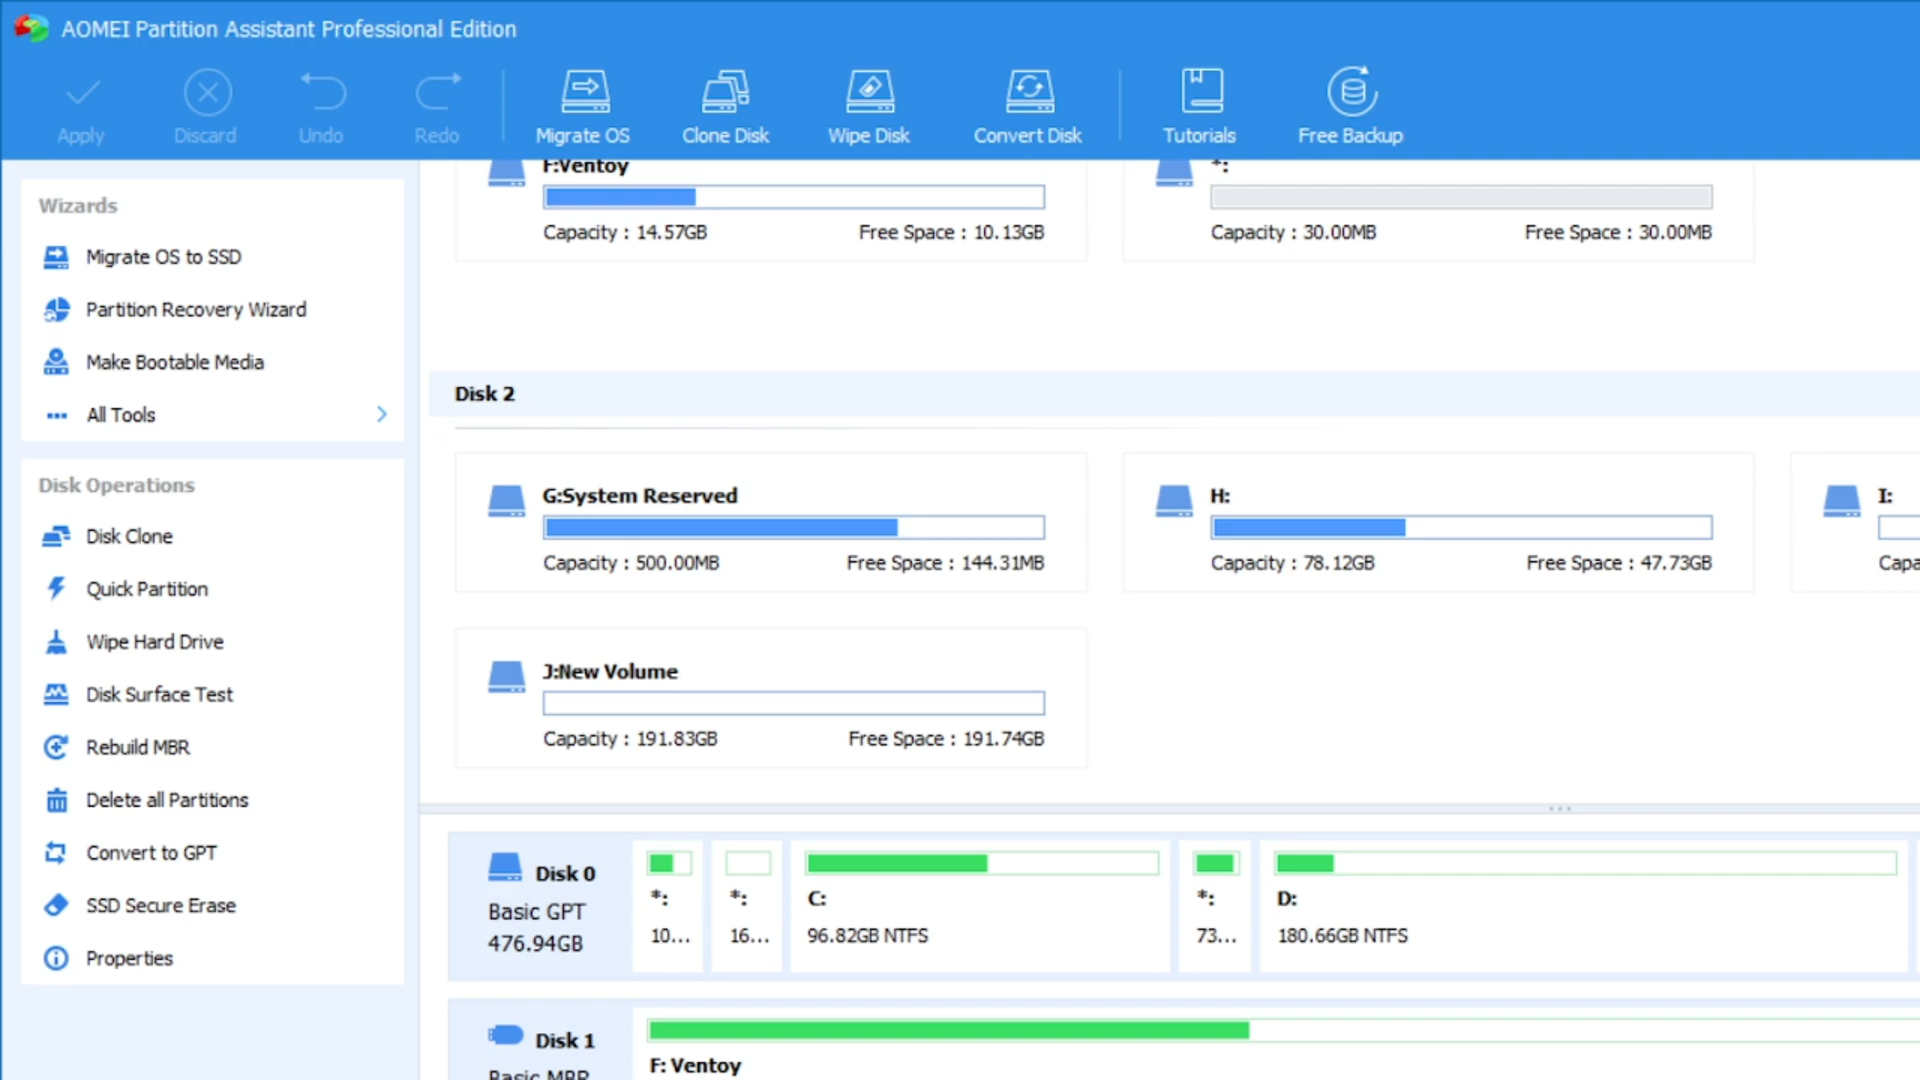 AOMEI Partition Assistant Professional Edition
Apply
Discard
Undo
Redo
Migrate OS
Clone Disk
Wipe Disk
Convert Disk
Tutorials
Free Backup
Wizards
Migrate OS to SSD
Partition Recovery Wizard
Make Bootable Media
All Tools
Disk Operations
Disk Clone
Quick Partition
Wipe Hard Drive
Disk Surface Test
Rebuild MBR
Delete all Partitions
Convert to GPT
SSD Secure Erase
Properties
F:Ventoy
Capacity : 14.57GB
Free Space : 10.13GB
*:
Capacity : 30.00MB
Free Space : 30.00MB
Disk 2
G:System Reserved
Capacity : 500.00MB
Free Space : 144.31MB
H:
Capacity : 78.12GB
Free Space : 47.73GB
I:
Capa
J:New Volume
Capacity : 191.83GB
Free Space : 191.74GB
Disk 0
Basic GPT
476.94GB
*:
10...
*:
16...
C:
96.82GB NTFS
*:
73...
D:
180.66GB NTFS
Disk 1
Basic MBR
F: Ventoy